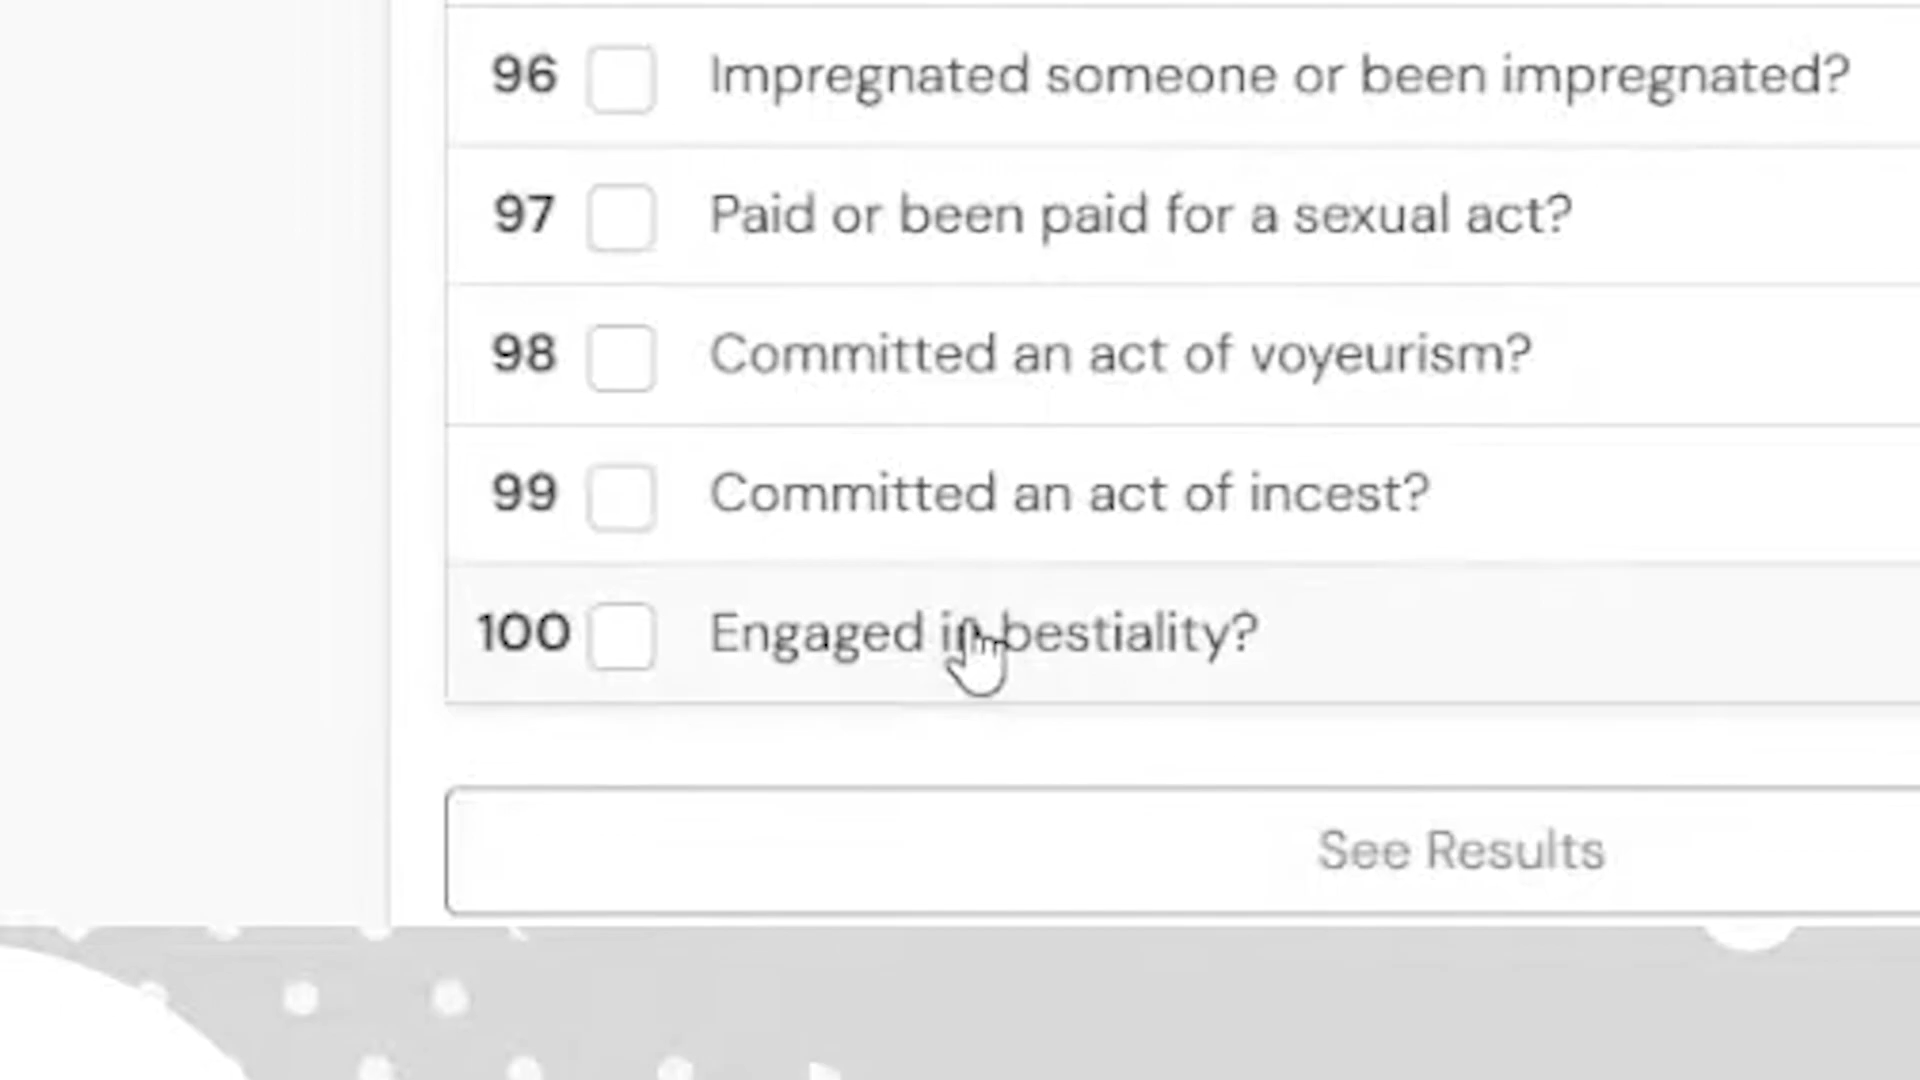 96 Impregnated someone or been impregnated?
97 Paid or been paid for a sexual act?
98 Committed an act of voyeurism?
99 Committed an act of incest?
100 Engaged in bestiality?
See Results